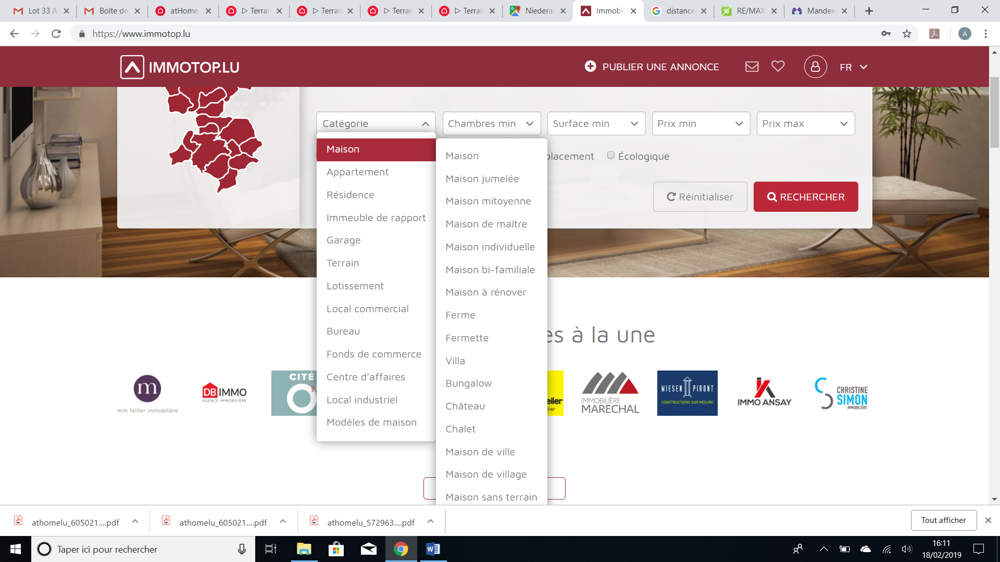 Lot 33 A
Boîte de
atHome
▷ Terrai
▷ Terrai
▷ Terrai
▷ Terrai
Niederan
Immobil
distance
RE/MAX
Mandex
https://www.immotop.lu
A
IMMOTOP.LU
PUBLIER UNE ANNONCE
FR
Catégorie
Chambres min
Surface min
Prix min
Prix max
Maison
Appartement
Résidence
Immeuble de rapport
Garage
Terrain
Lotissement
Local commercial
Bureau
Fonds de commerce
Centre d'affaires
Local industriel
Modèles de maison
Maison
Maison jumelée
Maison mitoyenne
Maison de maître
Maison individuelle
Maison bi-familiale
Maison à rénover
Ferme
Fermette
Villa
Bungalow
Château
Chalet
Maison de ville
Maison de village
Maison sans terrain
placement
Écologique
Réinitialiser
RECHERCHER
es à la une
m
mim feitler immobilière
DB IMMO
AGENCE IMMOBILIÈRE
CITÉ
O'
eiler
lier
IMMOBILIÈRE
MARECHAL
WIESEN PIRONT
CONSTRUCTIONS SUR MESURE
IMMO ANSAY
CHRISTINE
SIMON
IMMOBILIÈRE
athomelu_605021....pdf
athomelu_605021....pdf
athomelu_572963....pdf
Tout afficher
Taper ici pour rechercher
16:11
18/02/2019